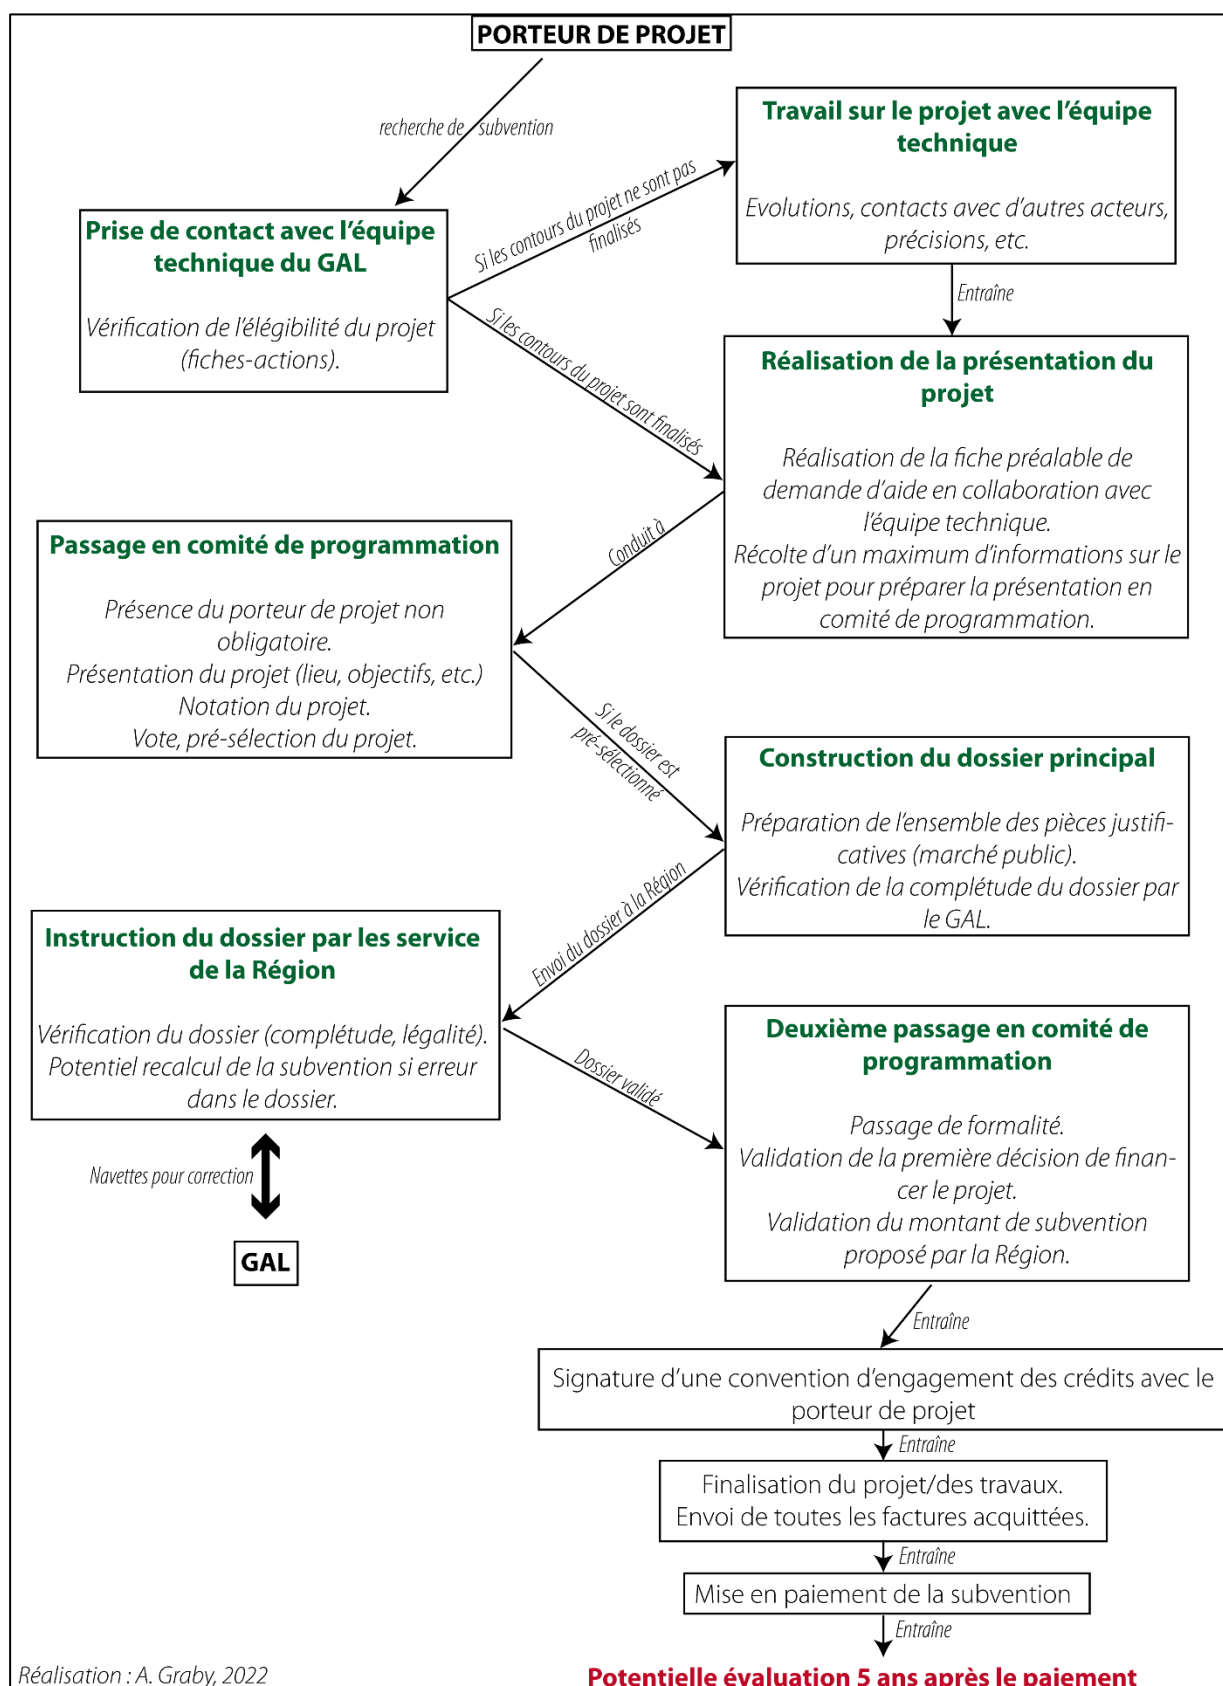 PORTEUR DE PROJET
recherche de subvention
Prise de contact avec l'équipe
technique du GAL
Vérification de l'élégibilité du projet
(fiches-actions).
Si les contours du projet ne sont pas
finalisés
Travail sur le projet avec l'équipe
technique
Evolutions, contacts avec d'autres acteurs,
précisions, etc.
Entraîne
Si les contours du projet sont finalisés
Réalisation de la présentation du
projet
Réalisation de la fiche préalable de
demande d'aide en collaboration avec
l'équipe technique.
Récolte d'un maximum d'informations sur le
projet pour préparer la présentation en
comité de programmation.
Conduit à
Passage en comité de programmation
Présence du porteur de projet non
obligatoire.
Présentation du projet (lieu, objectifs, etc.)
Notation du projet.
Vote, pré-sélection du projet.
Si le dossier est
pré-sélectionné
Construction du dossier principal
Préparation de l'ensemble des pièces justifi-
catives (marché public).
Vérification de la complétude du dossier par
le GAL.
Envoi du dossier à la Région
Instruction du dossier par les service
de la Région
Vérification du dossier (complétude, légalité).
Potentiel recalcul de la subvention si erreur
dans le dossier.
Navettes pour correction
GAL
Dossier validé
Deuxième passage en comité de
programmation
Passage de formalité.
Validation de la première décision de finan-
cer le projet.
Validation du montant de subvention
proposé par la Région.
Entraîne
Signature d'une convention d'engagement des crédits avec le
porteur de projet
Entraîne
Finalisation du projet/des travaux.
Envoi de toutes les factures acquittées.
Entraîne
Mise en paiement de la subvention
Entraîne
Potentielle évaluation 5 ans après le paiement
Réalisation : A. Graby, 2022